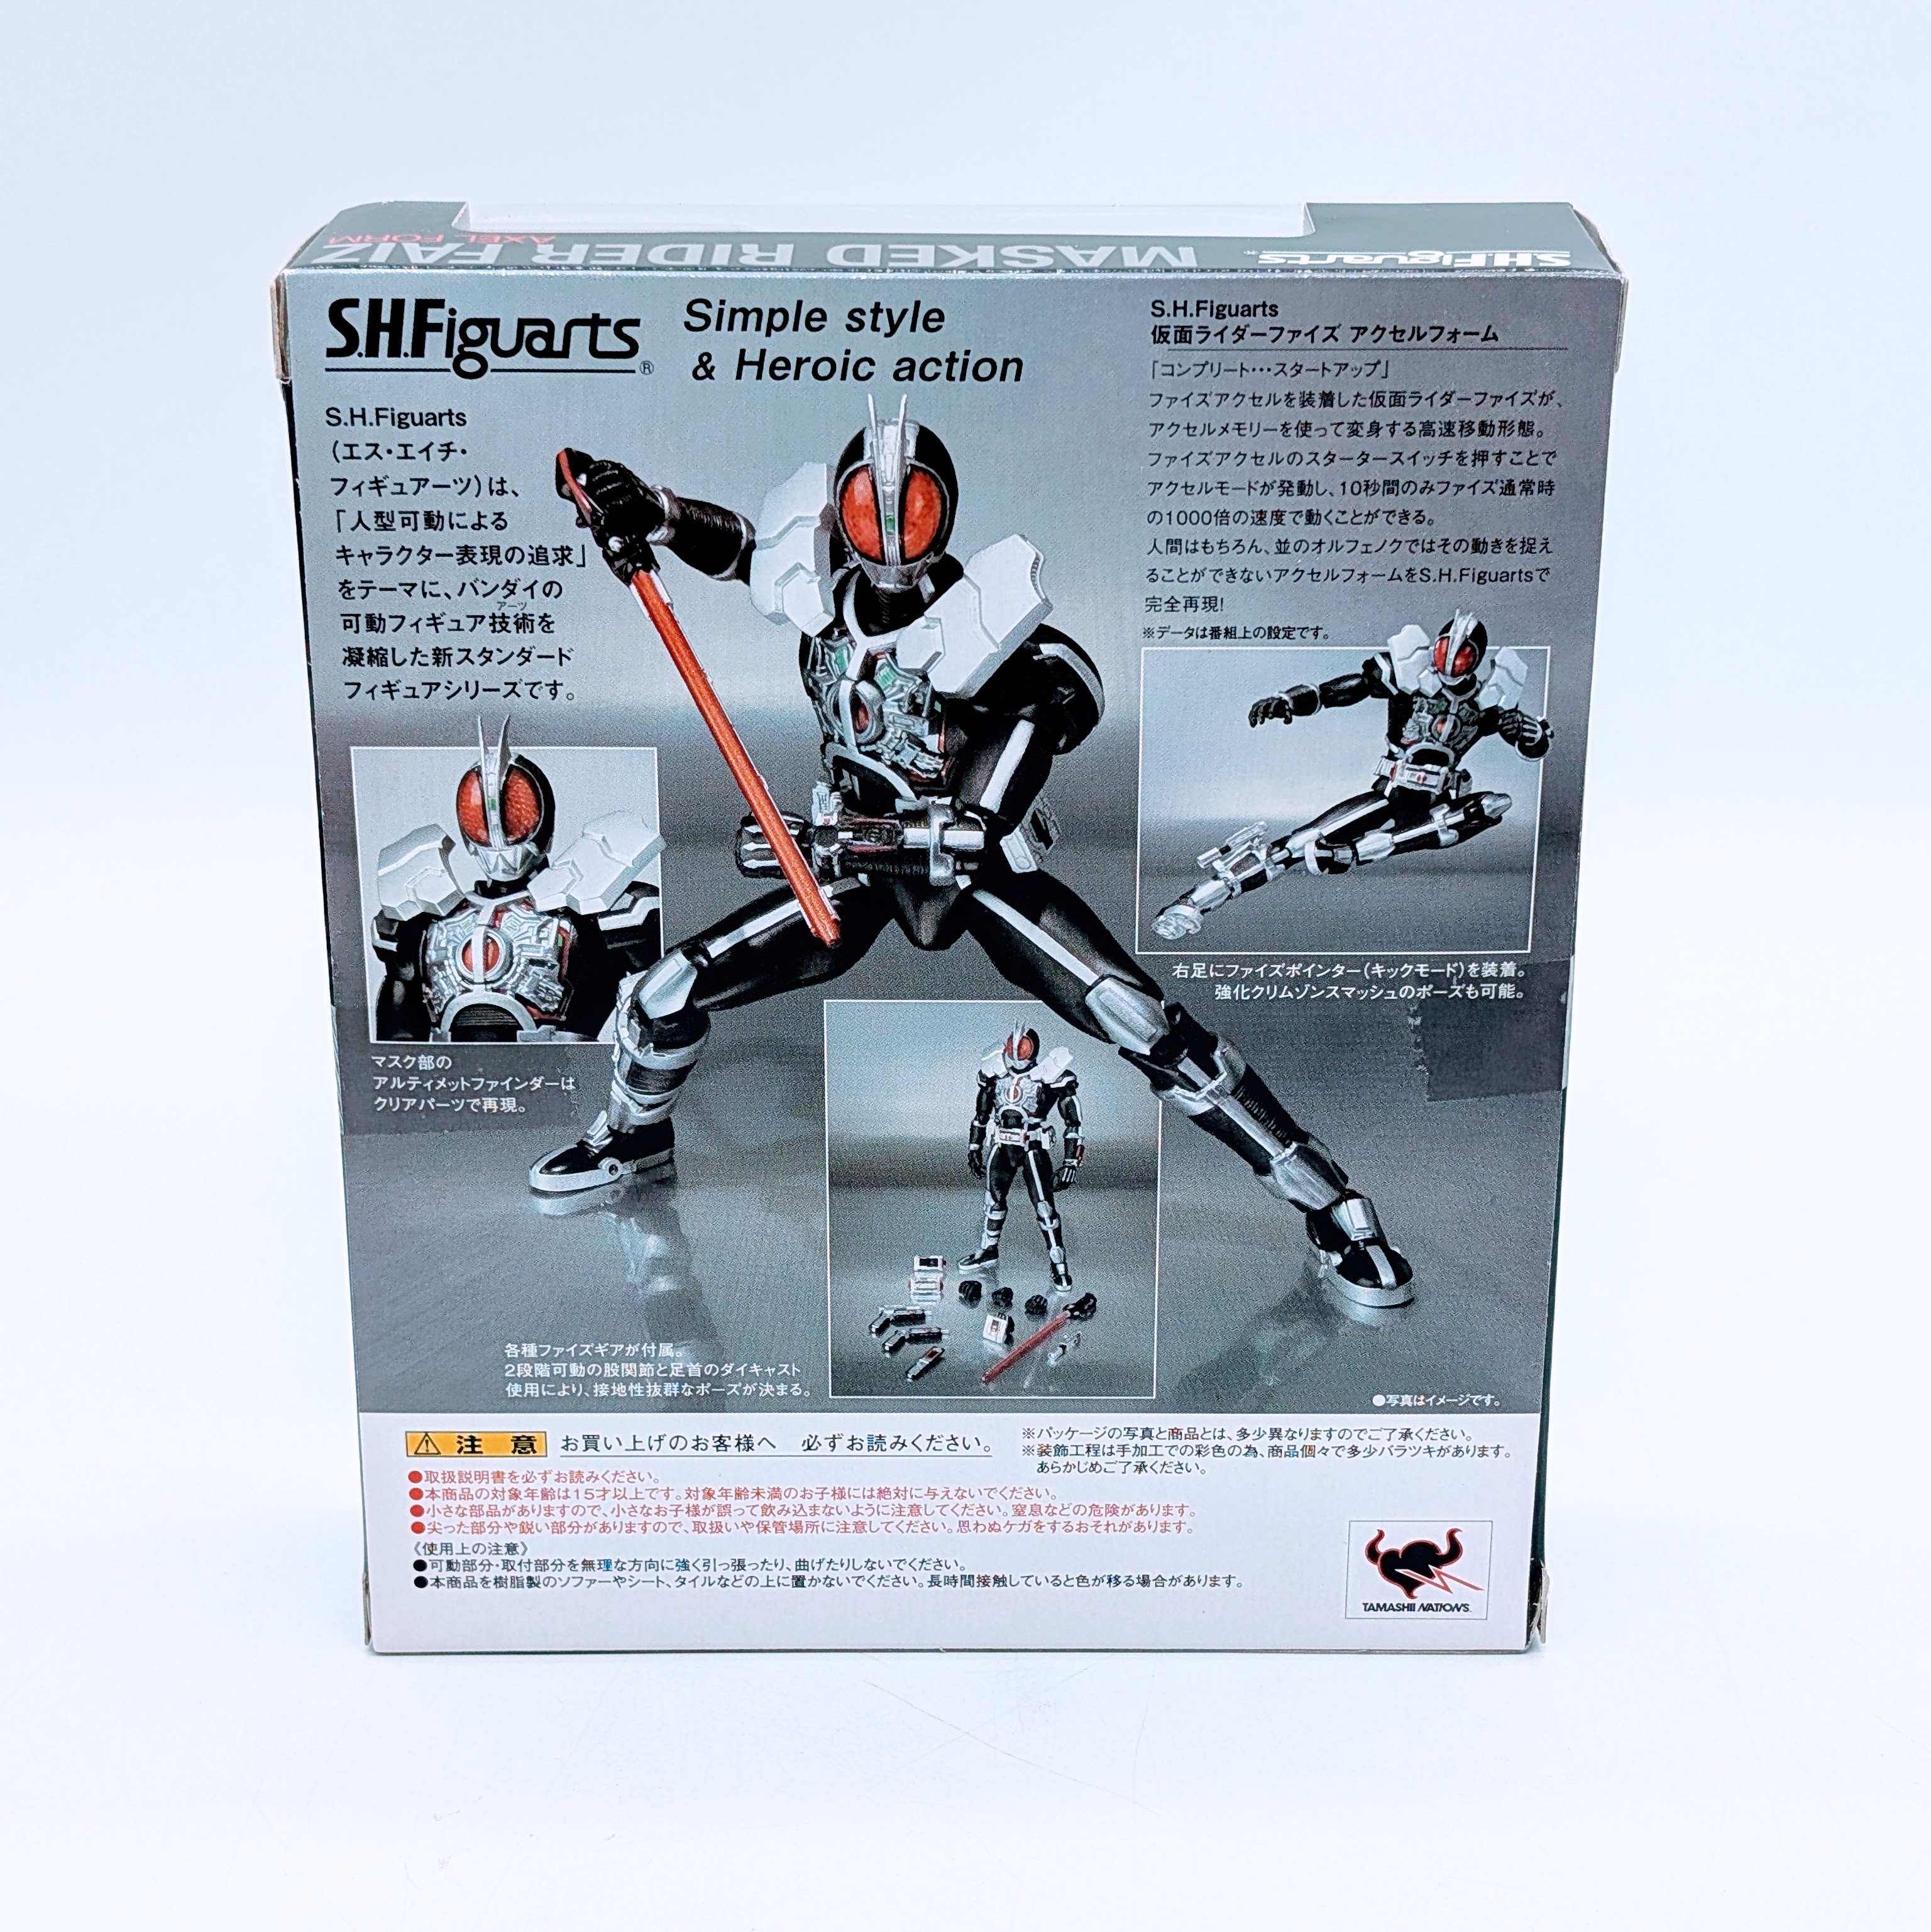 MASKED RIDER FAIZ
AXEL FORM
S.H.Figuarts®
S.H.Figuarts®
Simple style
& Heroic action
S.H.Figuarts
(エス・エイチ・
フィギュアーツ)は、
「人型可動による
キャラクター表現の追求」
をテーマに、バンダイの
アーツ
可動フィギュア技術を
凝縮した新スタンダード
フィギュアシリーズです。
S.H.Figuarts
仮面ライダーファイズ アクセルフォーム
「コンプリート…スタートアップ」
ファイズアクセルを装着した仮面ライダーファイズが、
アクセルメモリーを使って変身する高速移動形態。
ファイズアクセルのスタータースイッチを押すことで
アクセルモードが発動し、10秒間のみファイズ通常時
の1000倍の速度で動くことができる。
人間はもちろん、並のオルフェノクではその動きを捉え
ることができないアクセルフォームをS.H.Figuartsで
完全再現!
※データは番組上の設定です。
右足にファイズポインター(キックモード)を装着。
強化クリムゾンスマッシュのポーズも可能。
マスク部の
アルティメットファインダーは
クリアパーツで再現。
各種ファイズギアが付属。
2段階可動の股関節と足首のダイキャスト
使用により、接地性抜群なポーズが決まる。
●写真はイメージです。
注 意 お買い上げのお客様へ 必ずお読みください。
※パッケージの写真と商品とは、多少異なりますのでご了承ください。
※装飾工程は手加工での彩色の為、商品個々で多少バラツキがあります。
あらかじめご了承ください。
●取扱説明書を必ずお読みください。
●本商品の対象年齢は15才以上です。対象年齢未満のお子様には絶対に与えないでください。
●小さな部品がありますので、小さなお子様が誤って飲み込まないように注意してください。窒息などの危険があります。
●尖った部分や鋭い部分がありますので、取扱いや保管場所に注意してください。思わぬケガをするおそれがあります。
《使用上の注意》
●可動部分・取付部分を無理な方向に強く引っ張ったり、曲げたりしないでください。
●本商品を樹脂製のソファーやシート、タイルなどの上に置かないでください。長時間接触していると色が移る場合があります。
TAMASHII NATIONS